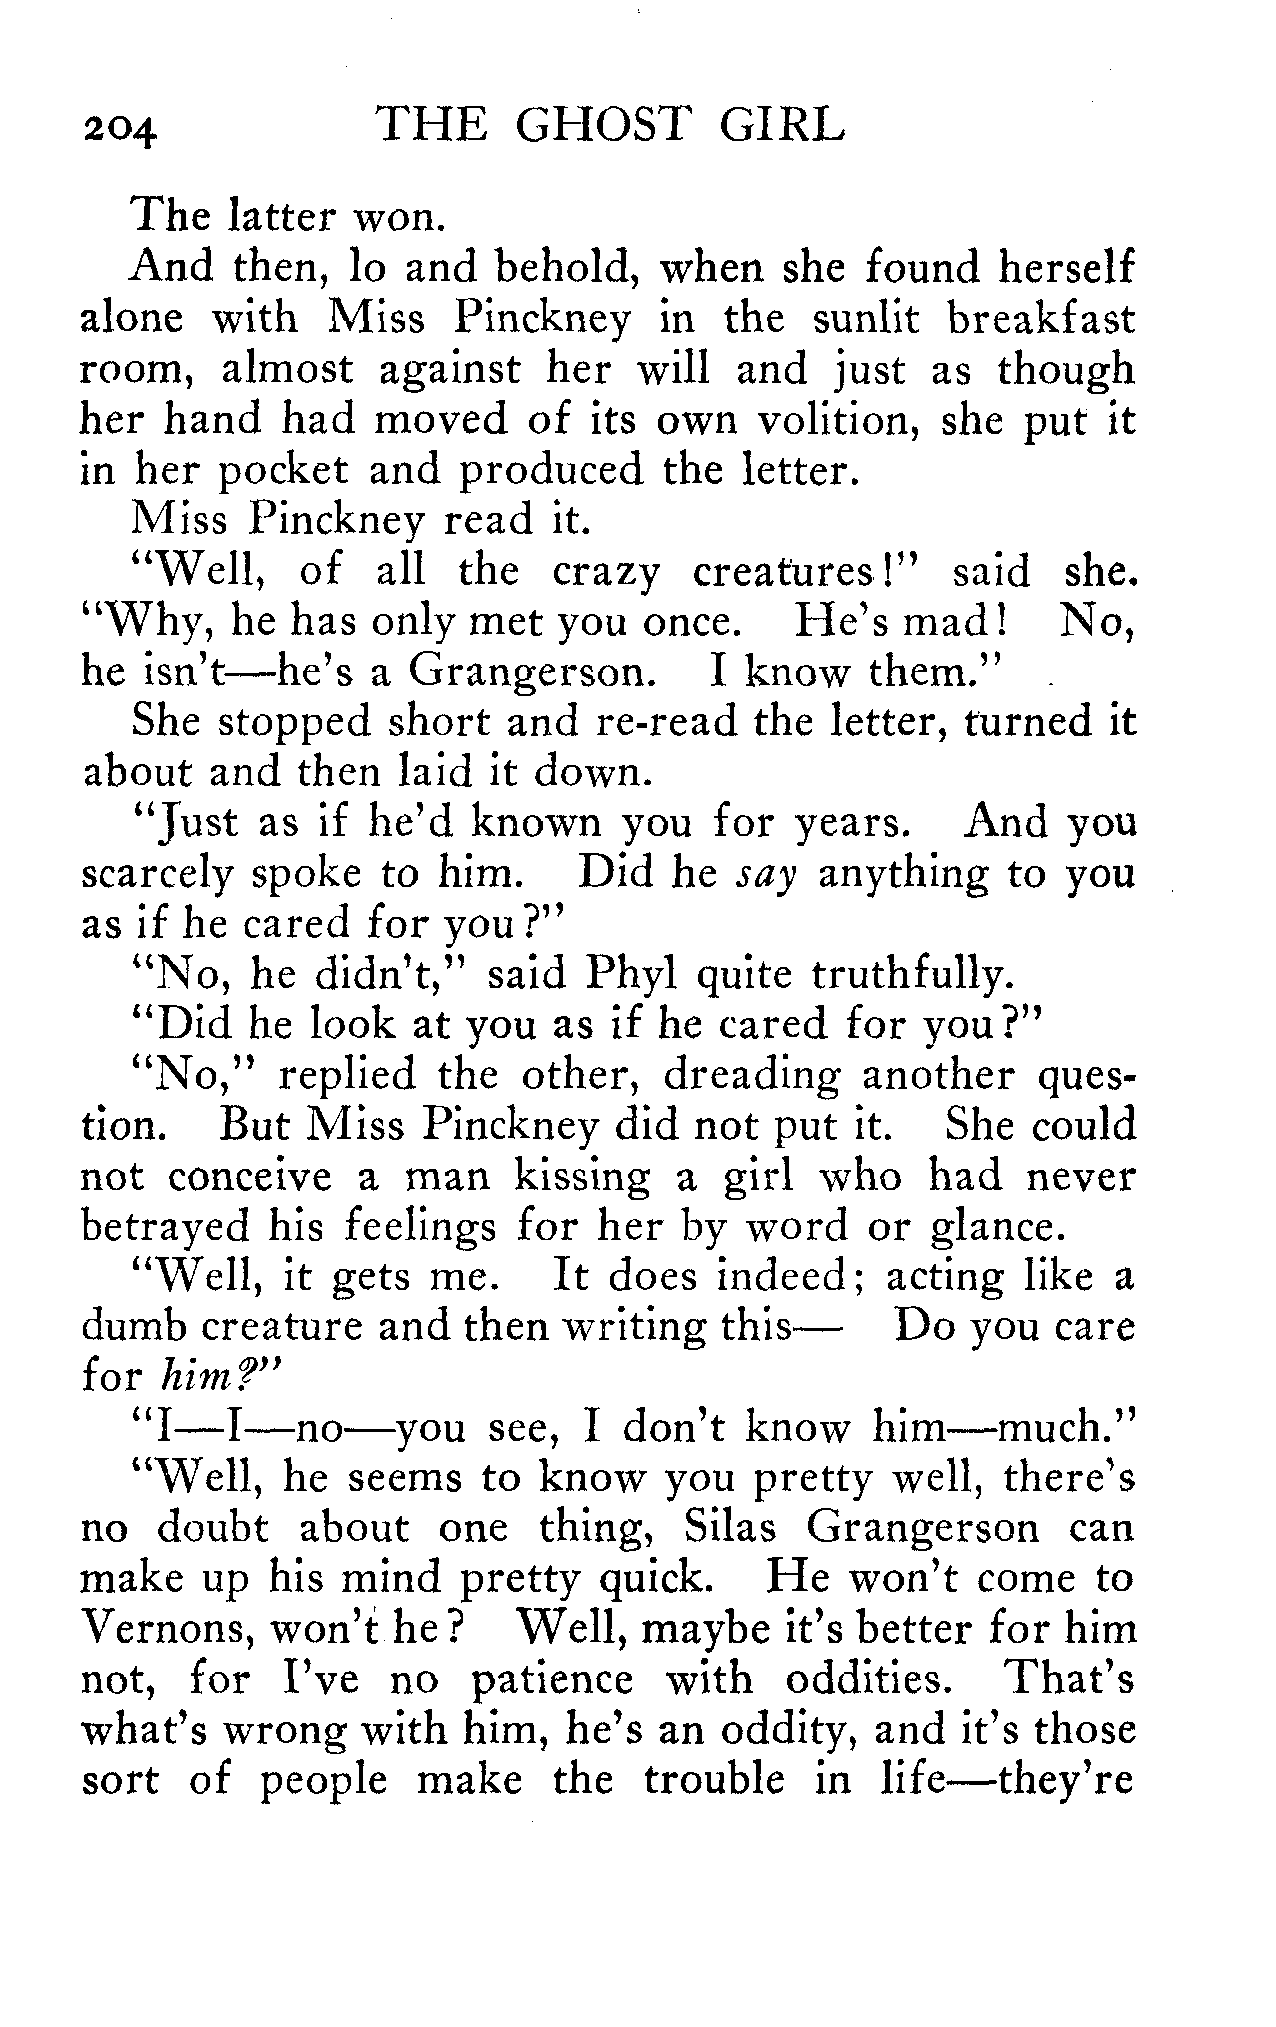 204 THE GHOST GIRL
The latter won.
And then, lo and behold, when she found herself
alone with Miss Pinckney in the sunlit breakfast
room, almost against her will and just as though
her hand had moved of its own volition, she put it
in her pocket and produced the letter.
Miss Pinckney read it.
"Well, of all the crazy creatures!" said she.
"Why, he has only met you once. He's mad! No,
he isn't—he's a Grangerson. I know them."
She stopped short and re-read the letter, turned it
about and then laid it down.
"Just as if he'd known you for years. And you
scarcely spoke to him. Did he say anything to you
as if he cared for you?"
"No, he didn't," said Phyl quite truthfully.
"Did he look at you as if he cared for you?"
"No," replied the other, dreading another ques-
tion. But Miss Pinckney did not put it. She could
not conceive a man kissing a girl who had never
betrayed his feelings for her by word or glance.
"Well, it gets me. It does indeed; acting like a
dumb creature and then writing this— Do you care
for him?"
"I—I—no—you see, I don't know him—much."
"Well, he seems to know you pretty well, there's
no doubt about one thing, Silas Grangerson can
make up his mind pretty quick. He won't come to
Vernons, won't he? Well, maybe it's better for him
not, for I've no patience with oddities. That's
what's wrong with him, he's an oddity, and it's those
sort of people make the trouble in life—they're